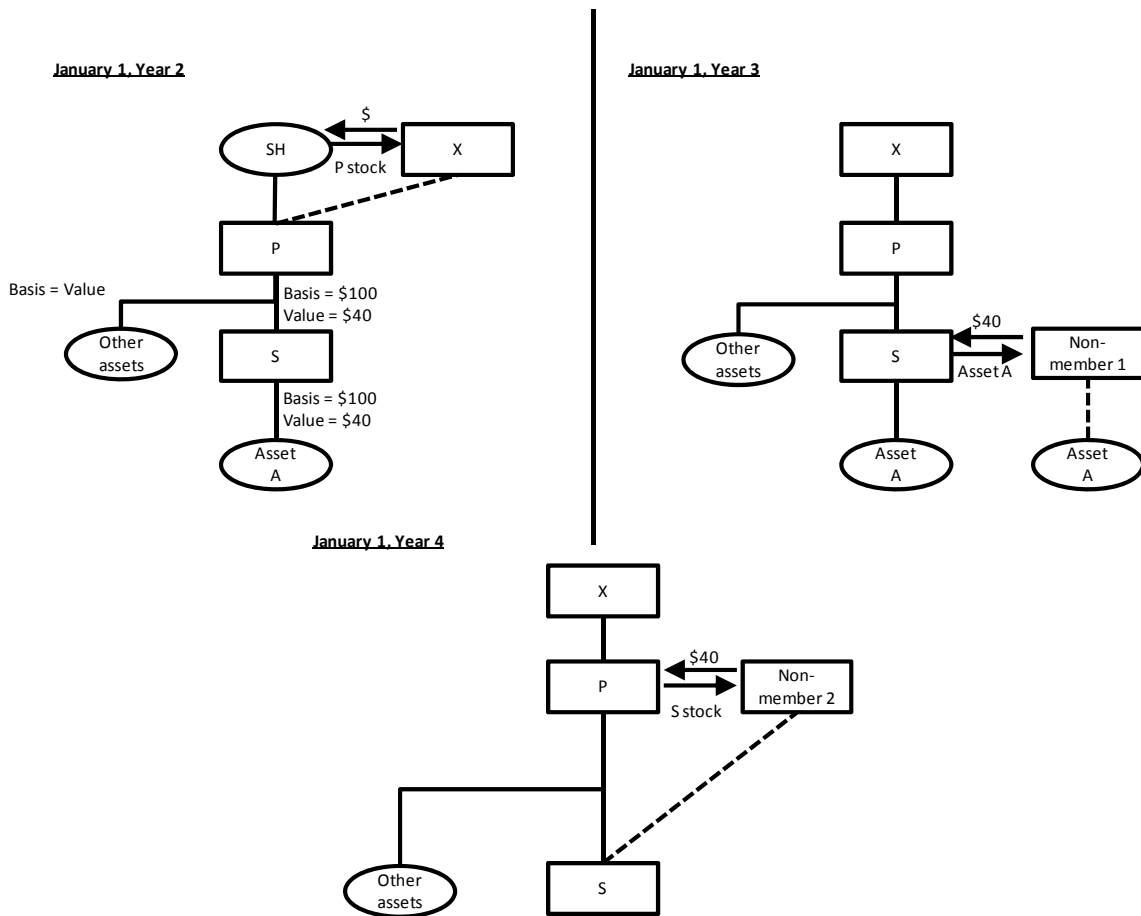 January 1, Year 2
$
SH
X
P stock
P
Basis = Value
Basis = $100
Value = $40
Other
assets
S
Basis = $100
Value = $40
Asset
A
January 1, Year 3
X
P
$40
Other
assets
S
Asset A
Non-
member 1
Asset
A
Asset
A
January 1, Year 4
X
$40
P
Non-
member 2
S stock
Other
assets
S